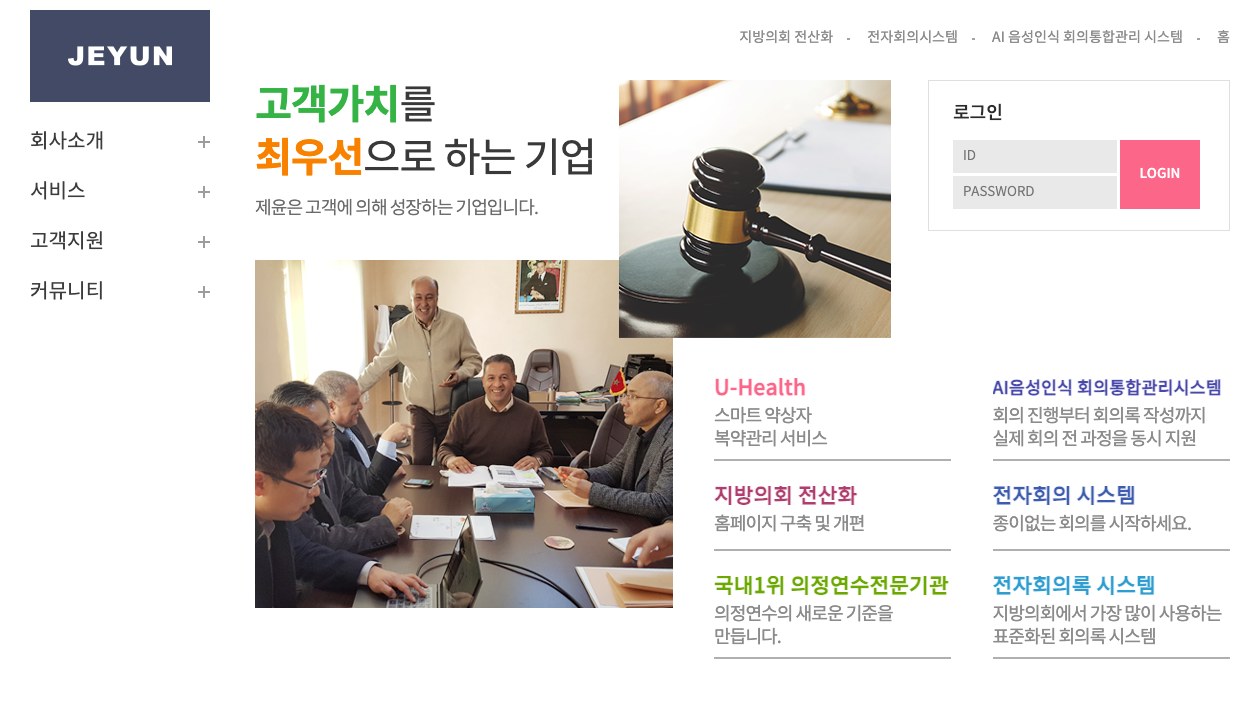 JEYUN
지방의회 전산화 - 전자회의시스템 - AI 음성인식 회의통합관리 시스템 - 홈
회사소개
서비스
고객지원
커뮤니티
고객가치를
최우선으로 하는 기업
제윤은 고객에 의해 성장하는 기업입니다.
로그인
ID
PASSWORD
LOGIN
U-Health
스마트 약상자
복약관리 서비스
AI음성인식 회의통합관리시스템
회의 진행부터 회의록 작성까지
실제 회의 전 과정을 동시 지원
지방의회 전산화
홈페이지 구축 및 개편
전자회의 시스템
종이없는 회의를 시작하세요.
국내1위 의정연수전문기관
의정연수의 새로운 기준을
만듭니다.
전자회의록 시스템
지방의회에서 가장 많이 사용하는
표준화된 회의록 시스템